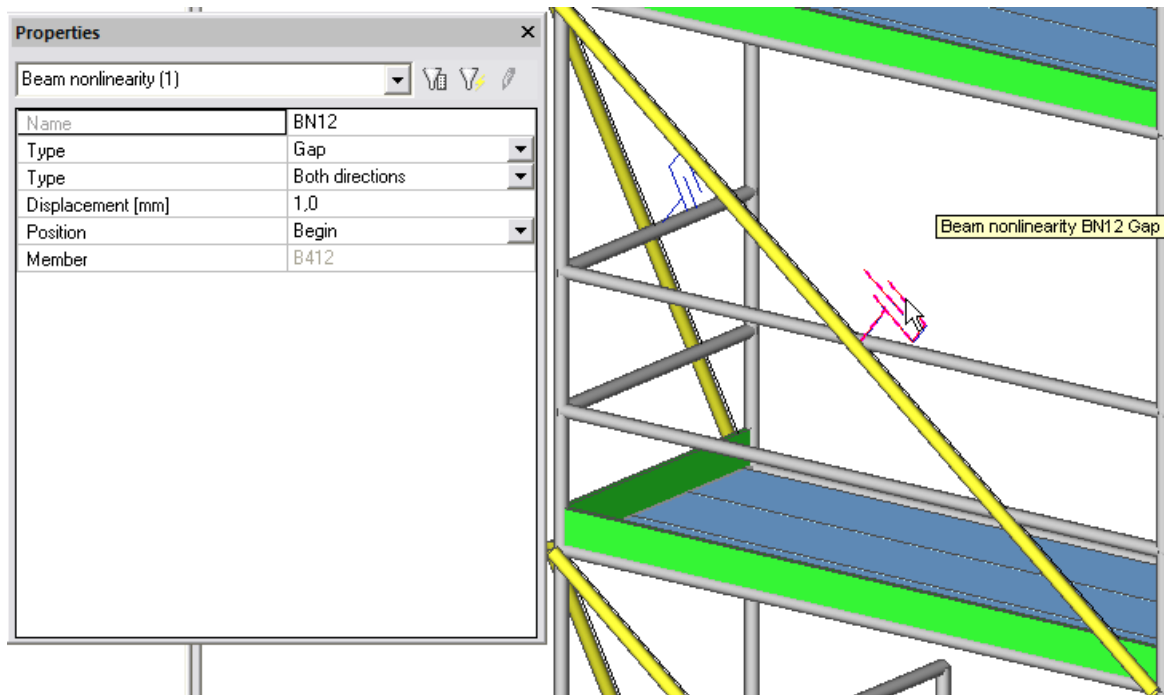 Properties
Beam nonlinearity (1)
Name BN12
Type Gap
Type Both directions
Displacement [mm] 1,0
Position Begin
Member B412
Beam nonlinearity BN12 Gap